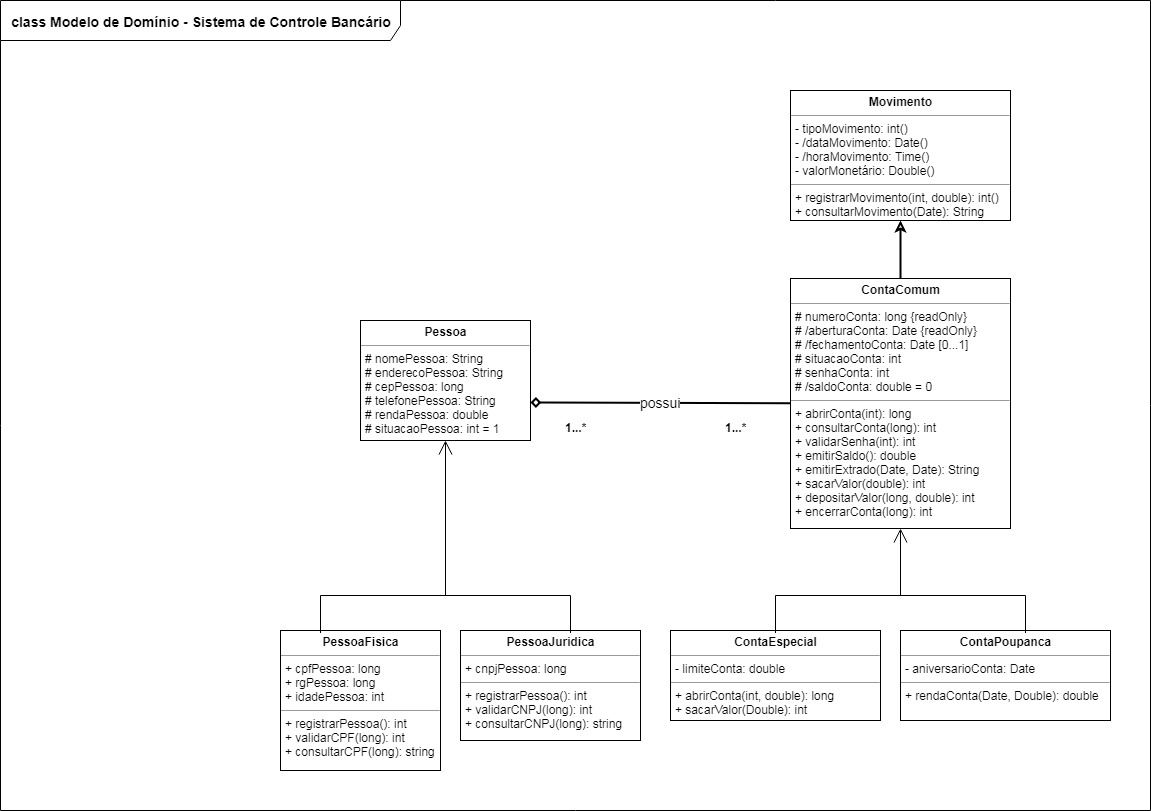 class Modelo de Domínio - Sistema de Controle Bancário
Movimento
- tipoMovimento: int()
- /dataMovimento: Date()
- /horaMovimento: Time()
- valorMonetário: Double()
+ registrarMovimento(int, double): int()
+ consultarMovimento(Date): String
ContaComum
# numeroConta: long {readOnly}
# /aberturaConta: Date {readOnly}
# /fechamentoConta: Date [0...1]
# situacaoConta: int
# senhaConta: int
# /saldoConta: double = 0
+ abrirConta(int): long
+ consultarConta(long): int
+ validarSenha(int): int
+ emitirSaldo(): double
+ emitirExtrado(Date, Date): String
+ sacarValor(double): int
+ depositarValor(long, double): int
+ encerrarConta(long): int
Pessoa
# nomePessoa: String
# enderecoPessoa: String
# cepPessoa: long
# telefonePessoa: String
# rendaPessoa: double
# situacaoPessoa: int = 1
possui
1...*
1...*
PessoaFisica
+ cpfPessoa: long
+ rgPessoa: long
+ idadePessoa: int
+ registrarPessoa(): int
+ validarCPF(long): int
+ consultarCPF(long): string
PessoaJuridica
+ cnpjPessoa: long
+ registrarPessoa(): int
+ validarCNPJ(long): int
+ consultarCNPJ(long): string
ContaEspecial
- limiteConta: double
+ abrirConta(int, double): long
+ sacarValor(Double): int
ContaPoupanca
- aniversarioConta: Date
+ rendaConta(Date, Double): double